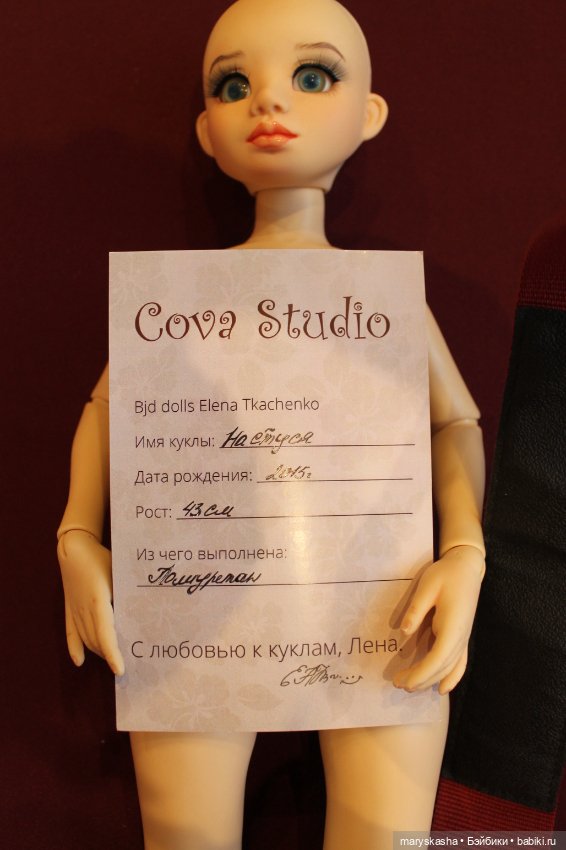 Cova Studio
Bjd dolls Elena Tkachenko
Имя куклы: Настуся
Дата рождения: 2015г
Рост: 43см
Из чего выполнена:
Полиуретан
С любовью к куклам, Лена.
maryskasha • Бэйбики • babiki.ru